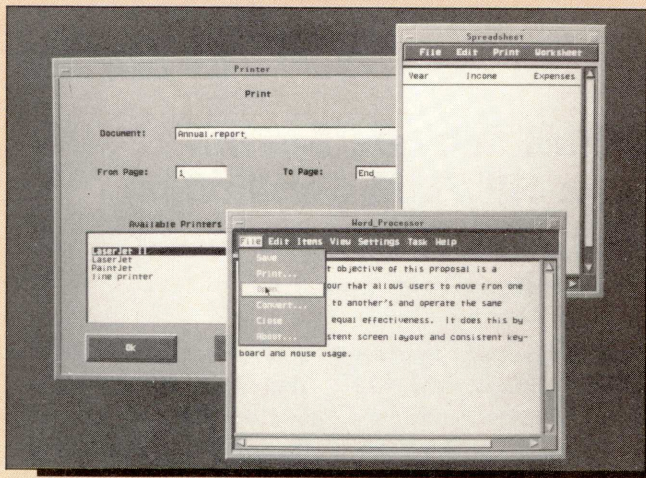 Printer
Print
Document: Annual.report
From Page: 1 To Page: End
Available Printers
LaserJet II
LaserJet
PaintJet
line printer
Ok
Spreadsheet
File Edit Print Worksheet
Year Income Expenses
Word_Processor
File Edit Items View Settings Task Help
Save
Print...
Convert...
Close
About...
t objective of this proposal is a
our that allows users to move from one
to another's and operate the same
equal effectiveness. It does this by
stent screen layout and consistent key-
board and mouse usage.